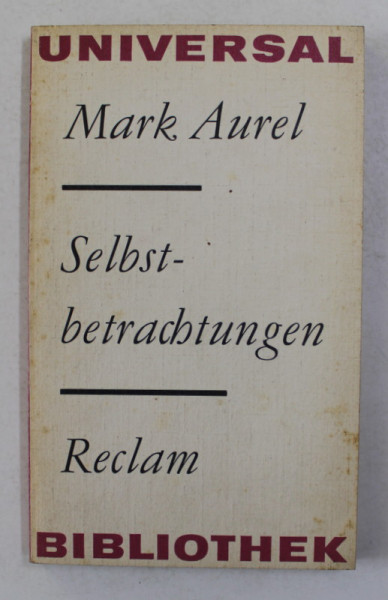 UNIVERSAL
Mark Aurel
Selbst-
betrachtungen
Reclam
BIBLIOTHEK